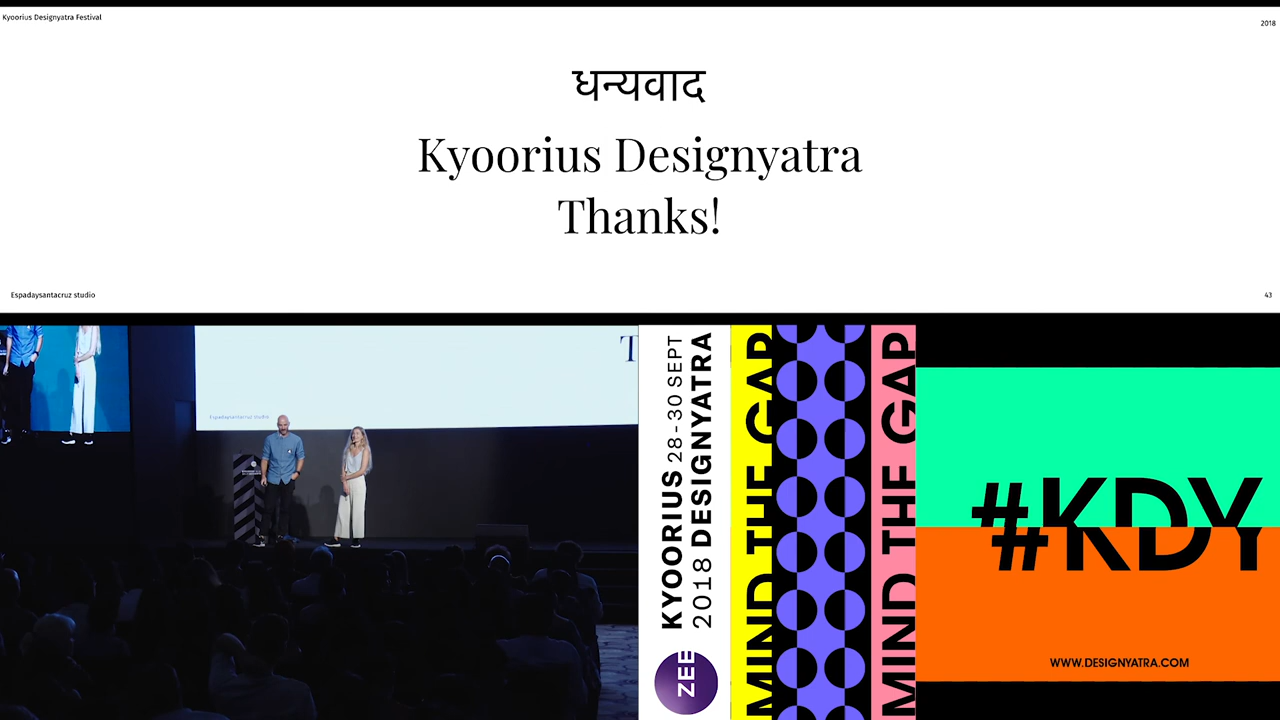 Kyoorius Designyatra Festival
2018
धन्यवाद
Kyoorius Designyatra
Thanks!
Espadaysantacruz studio
43
T
Espadaysantacruz studio
KYOORIUS 28-30 SEPT
2018 DESIGNYATRA
ZEE
MIND THE GAP
MIND THE GAP
#KDY
WWW.DESIGNYATRA.COM